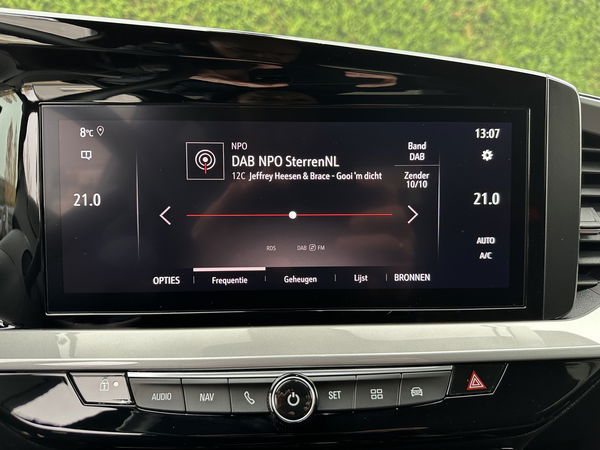 8°C
13:07
NPO
DAB NPO SterrenNL
12C Jeffrey Heesen & Brace - Gooi 'm dicht
Band
DAB
Zender
10/10
21.0
21.0
RDS DAB FM
AUTO
A/C
OPTIES Frequentie Geheugen Lijst BRONNEN
AUDIO NAV SET